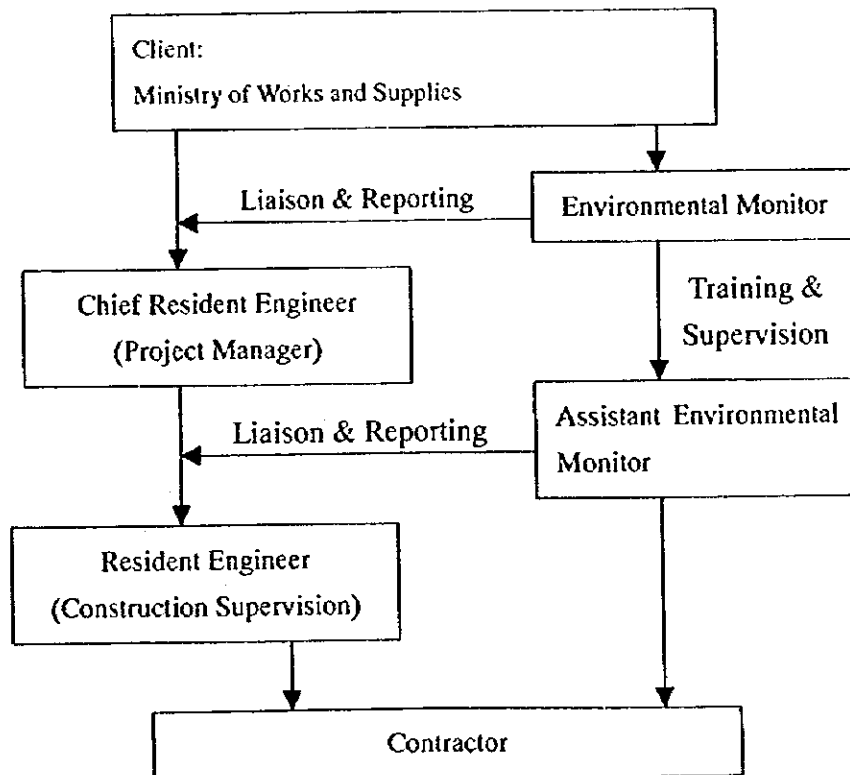 Client:
Ministry of Works and Supplies
Liaison & Reporting
Environmental Monitor
Chief Resident Engineer
(Project Manager)
Training &
Supervision
Liaison & Reporting
Assistant Environmental
Monitor
Resident Engineer
(Construction Supervision)
Contractor